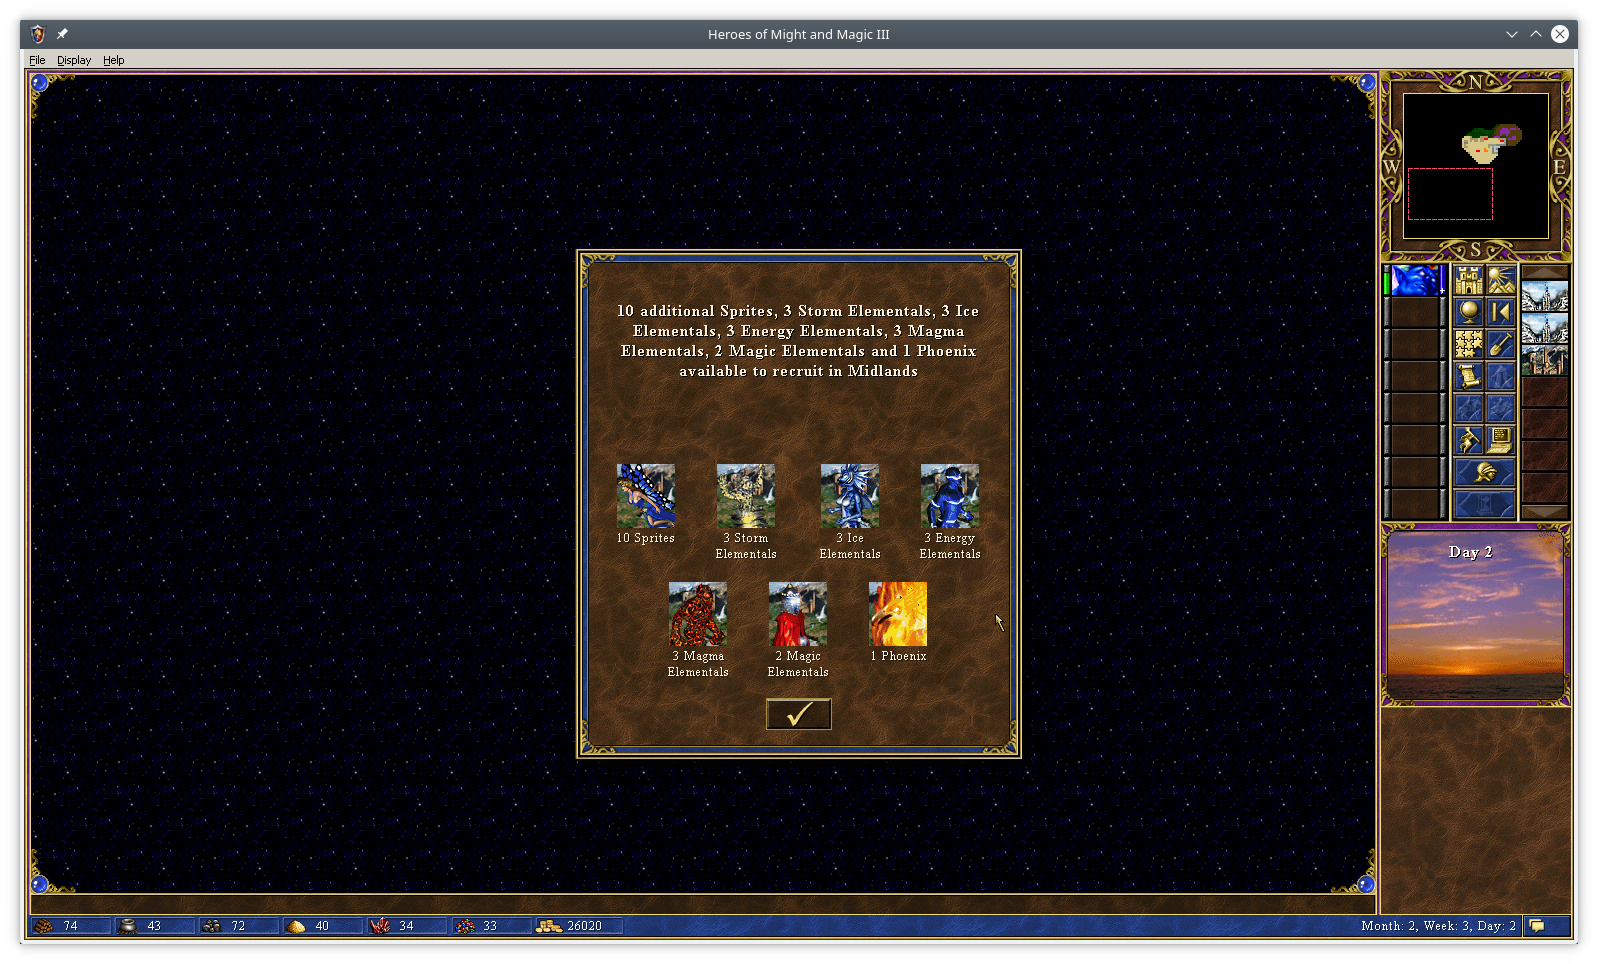 Heroes of Might and Magic III
File Display Help
N
W E
S
10 additional Sprites, 3 Storm Elementals, 3 Ice
Elementals, 3 Energy Elementals, 3 Magma
Elementals, 2 Magic Elementals and 1 Phoenix
available to recruit in Midlands
10 Sprites
3 Storm
Elementals
3 Ice
Elementals
3 Energy
Elementals
3 Magma
Elementals
2 Magic
Elementals
1 Phoenix
Day 2
74 43 72 40 34 33 26020
Month: 2, Week: 3, Day: 2